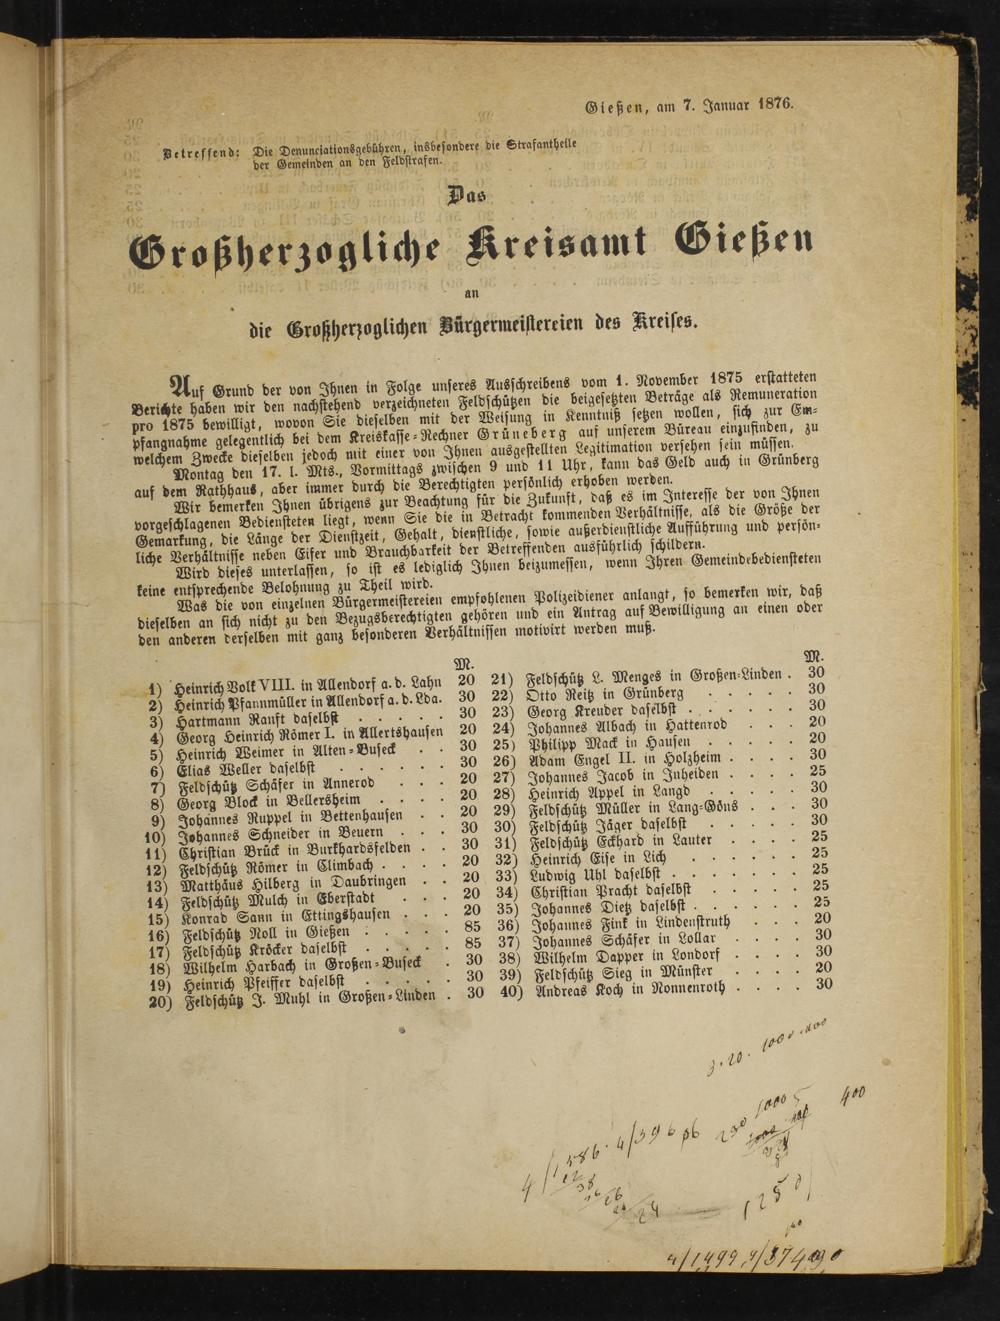 Gießen, am 7. Januar 1876.
Betreffend: Die Denunciationsgebühren, insbesondere die Strafantheile
der Gemeinden an den Feldstrafen.
Das
Großherzogliche Kreisamt Gießen
an
die Großherzoglichen Bürgermeistereien des Kreises.
Auf Grund der von Ihnen in Folge unseres Ausschreibens vom 1. November 1875 erstatteten
Berichte haben wir den nachstehend verzeichneten Feldschützen die beigesetzten Beträge als Remuneration
pro 1875 bewilligt, wovon Sie dieselben mit der Weisung in Kenntniß setzen wollen, sich zur Em-
pfangnahme gelegentlich bei dem Kreiskasse-Rechner Grüneberg auf unserem Büreau einzufinden, zu
welchem Zwecke dieselben jedoch mit einer von Ihnen ausgestellten Legitimation versehen sein müssen.
Montag den 17. l. Mts., Vormittags zwischen 9 und 11 Uhr, kann das Geld auch in Grünberg
auf dem Rathhaus, aber immer durch die Berechtigten persönlich erhoben werden.
Wir bemerken Ihnen übrigens zur Beachtung für die Zukunft, daß es im Interesse der von Ihnen
vorgeschlagenen Bediensteten liegt, wenn Sie die in Betracht kommenden Verhältnisse, als die Größe der
Gemarkung, die Länge der Dienstzeit, Gehalt, dienstliche, sowie außerdienstliche Aufführung und persön-
liche Verhältnisse neben Eifer und Brauchbarkeit der Betreffenden ausführlich schildern.
Wird dieses unterlassen, so ist es lediglich Ihnen beizumessen, wenn Ihren Gemeindebediensteten
keine entsprechende Belohnung zu Theil wird.
Was die von einzelnen Bürgermeistereien empfohlenen Polizeidiener anlangt, so bemerken wir, daß
dieselben an sich nicht zu den Bezugsberechtigten gehören und ein Antrag auf Bewilligung an einen oder
den anderen derselben mit ganz besonderen Verhältnissen motivirt werden muß.
M.
1) Heinrich Volk VIII. in Allendorf a. d. Lahn 20
2) Heinrich Pfannmüller in Allendorf a. d. Lda. 30
3) Hartmann Ranft daselbst . . . . . 30
4) Georg Heinrich Römer I. in Allertshausen 20
5) Heinrich Weimer in Alten-Buseck . . 30
6) Elias Weller daselbst . . . . . . 30
7) Feldschütz Schäfer in Annerod . . . 20
8) Georg Block in Bellersheim . . . . 20
9) Johannes Ruppel in Bettenhausen . . 20
10) Johannes Schneider in Beuern . . . 30
11) Christian Brück in Burkhardsfelden . . 30
12) Feldschütz Römer in Climbach . . . . 20
13) Matthäus Hilberg in Daubringen . . 20
14) Feldschütz Mulch in Eberstadt . . . 20
15) Konrad Sann in Ettingshausen . . . 20
16) Feldschütz Noll in Gießen . . . . . 85
17) Feldschütz Kröcker daselbst . . . . . 85
18) Wilhelm Harbach in Großen-Buseck . 30
19) Heinrich Pfeiffer daselbst . . . . . 30
20) Feldschütz J. Muhl in Großen-Linden . 30
M.
21) Feldschütz L. Menges in Großen-Linden . 30
22) Otto Reitz in Grünberg . . . . . 30
23) Georg Kreuder daselbst . . . . . . 30
24) Johannes Albach in Hattenrod . . . 20
25) Philipp Mack in Hausen . . . . . 20
26) Adam Engel II. in Holzheim . . . . 30
27) Johannes Jacob in Inheiden . . . . 25
28) Heinrich Appel in Langd . . . . . 30
29) Feldschütz Müller in Lang-Göns . . . 30
30) Feldschütz Jäger daselbst . . . . . 30
31) Feldschütz Eckhard in Lauter . . . . 25
32) Heinrich Eise in Lich . . . . . . 25
33) Ludwig Uhl daselbst . . . . . . . 25
34) Christian Pracht daselbst . . . . . 25
35) Johannes Dietz daselbst . . . . . . 25
36) Johannes Fink in Lindenstruth . . . 20
37) Johannes Schäfer in Lollar . . . . 30
38) Wilhelm Dapper in Londorf . . . . 30
39) Feldschütz Sieg in Münster . . . . 20
40) Andreas Koch in Nonnenroth . . . . 30
400